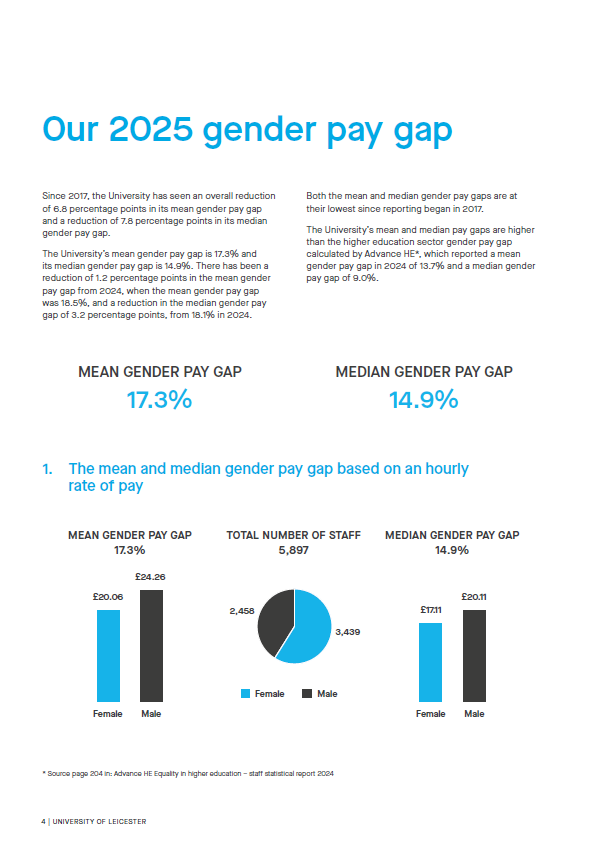 Our 2025 gender pay gap
Since 2017, the University has seen an overall reduction
of 6.8 percentage points in its mean gender pay gap
and a reduction of 7.8 percentage points in its median
gender pay gap.
The University's mean gender pay gap is 17.3% and
its median gender pay gap is 14.9%. There has been a
reduction of 1.2 percentage points in the mean gender
pay gap from 2024, when the mean gender pay gap
was 18.5%, and a reduction in the median gender pay
gap of 3.2 percentage points, from 18.1% in 2024.
Both the mean and median gender pay gaps are at
their lowest since reporting began in 2017.
The University's mean and median pay gaps are higher
than the higher education sector gender pay gap
calculated by Advance HE*, which reported a mean
gender pay gap in 2024 of 13.7% and a median gender
pay gap of 9.0%.
MEAN GENDER PAY GAP
17.3%
MEDIAN GENDER PAY GAP
14.9%
1. The mean and median gender pay gap based on an hourly
rate of pay
MEAN GENDER PAY GAP
17.3%
£20.06
£24.26
Female Male
TOTAL NUMBER OF STAFF
5,897
2,458
3,439
Female Male
MEDIAN GENDER PAY GAP
14.9%
£17.11
£20.11
Female Male
* Source page 204 in: Advance HE Equality in higher education – staff statistical report 2024
4 | UNIVERSITY OF LEICESTER